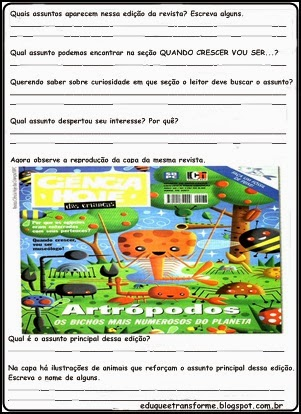 Quais assuntos aparecem nessa edição da revista? Escreva alguns.
Qual assunto podemos encontrar na seção QUANDO CRESCER VOU SER...?
Querendo saber sobre curiosidade em que seção o leitor deve buscar o assunto?
Qual assunto despertou seu interesse? Por quê?
Agora observe a reprodução da capa da mesma revista.
CIÊNCIA
HOJE
das crianças
Quando crescer,
vou ser
museólogo!
Artrópodos
OS BICHOS MAIS NUMEROSOS DO PLANETA
Qual é o assunto principal dessa edição?
Na capa há ilustrações de animais que reforçam o assunto principal dessa edição.
Escreva o nome de alguns.
eduqueetransforme.blogspot.com.br